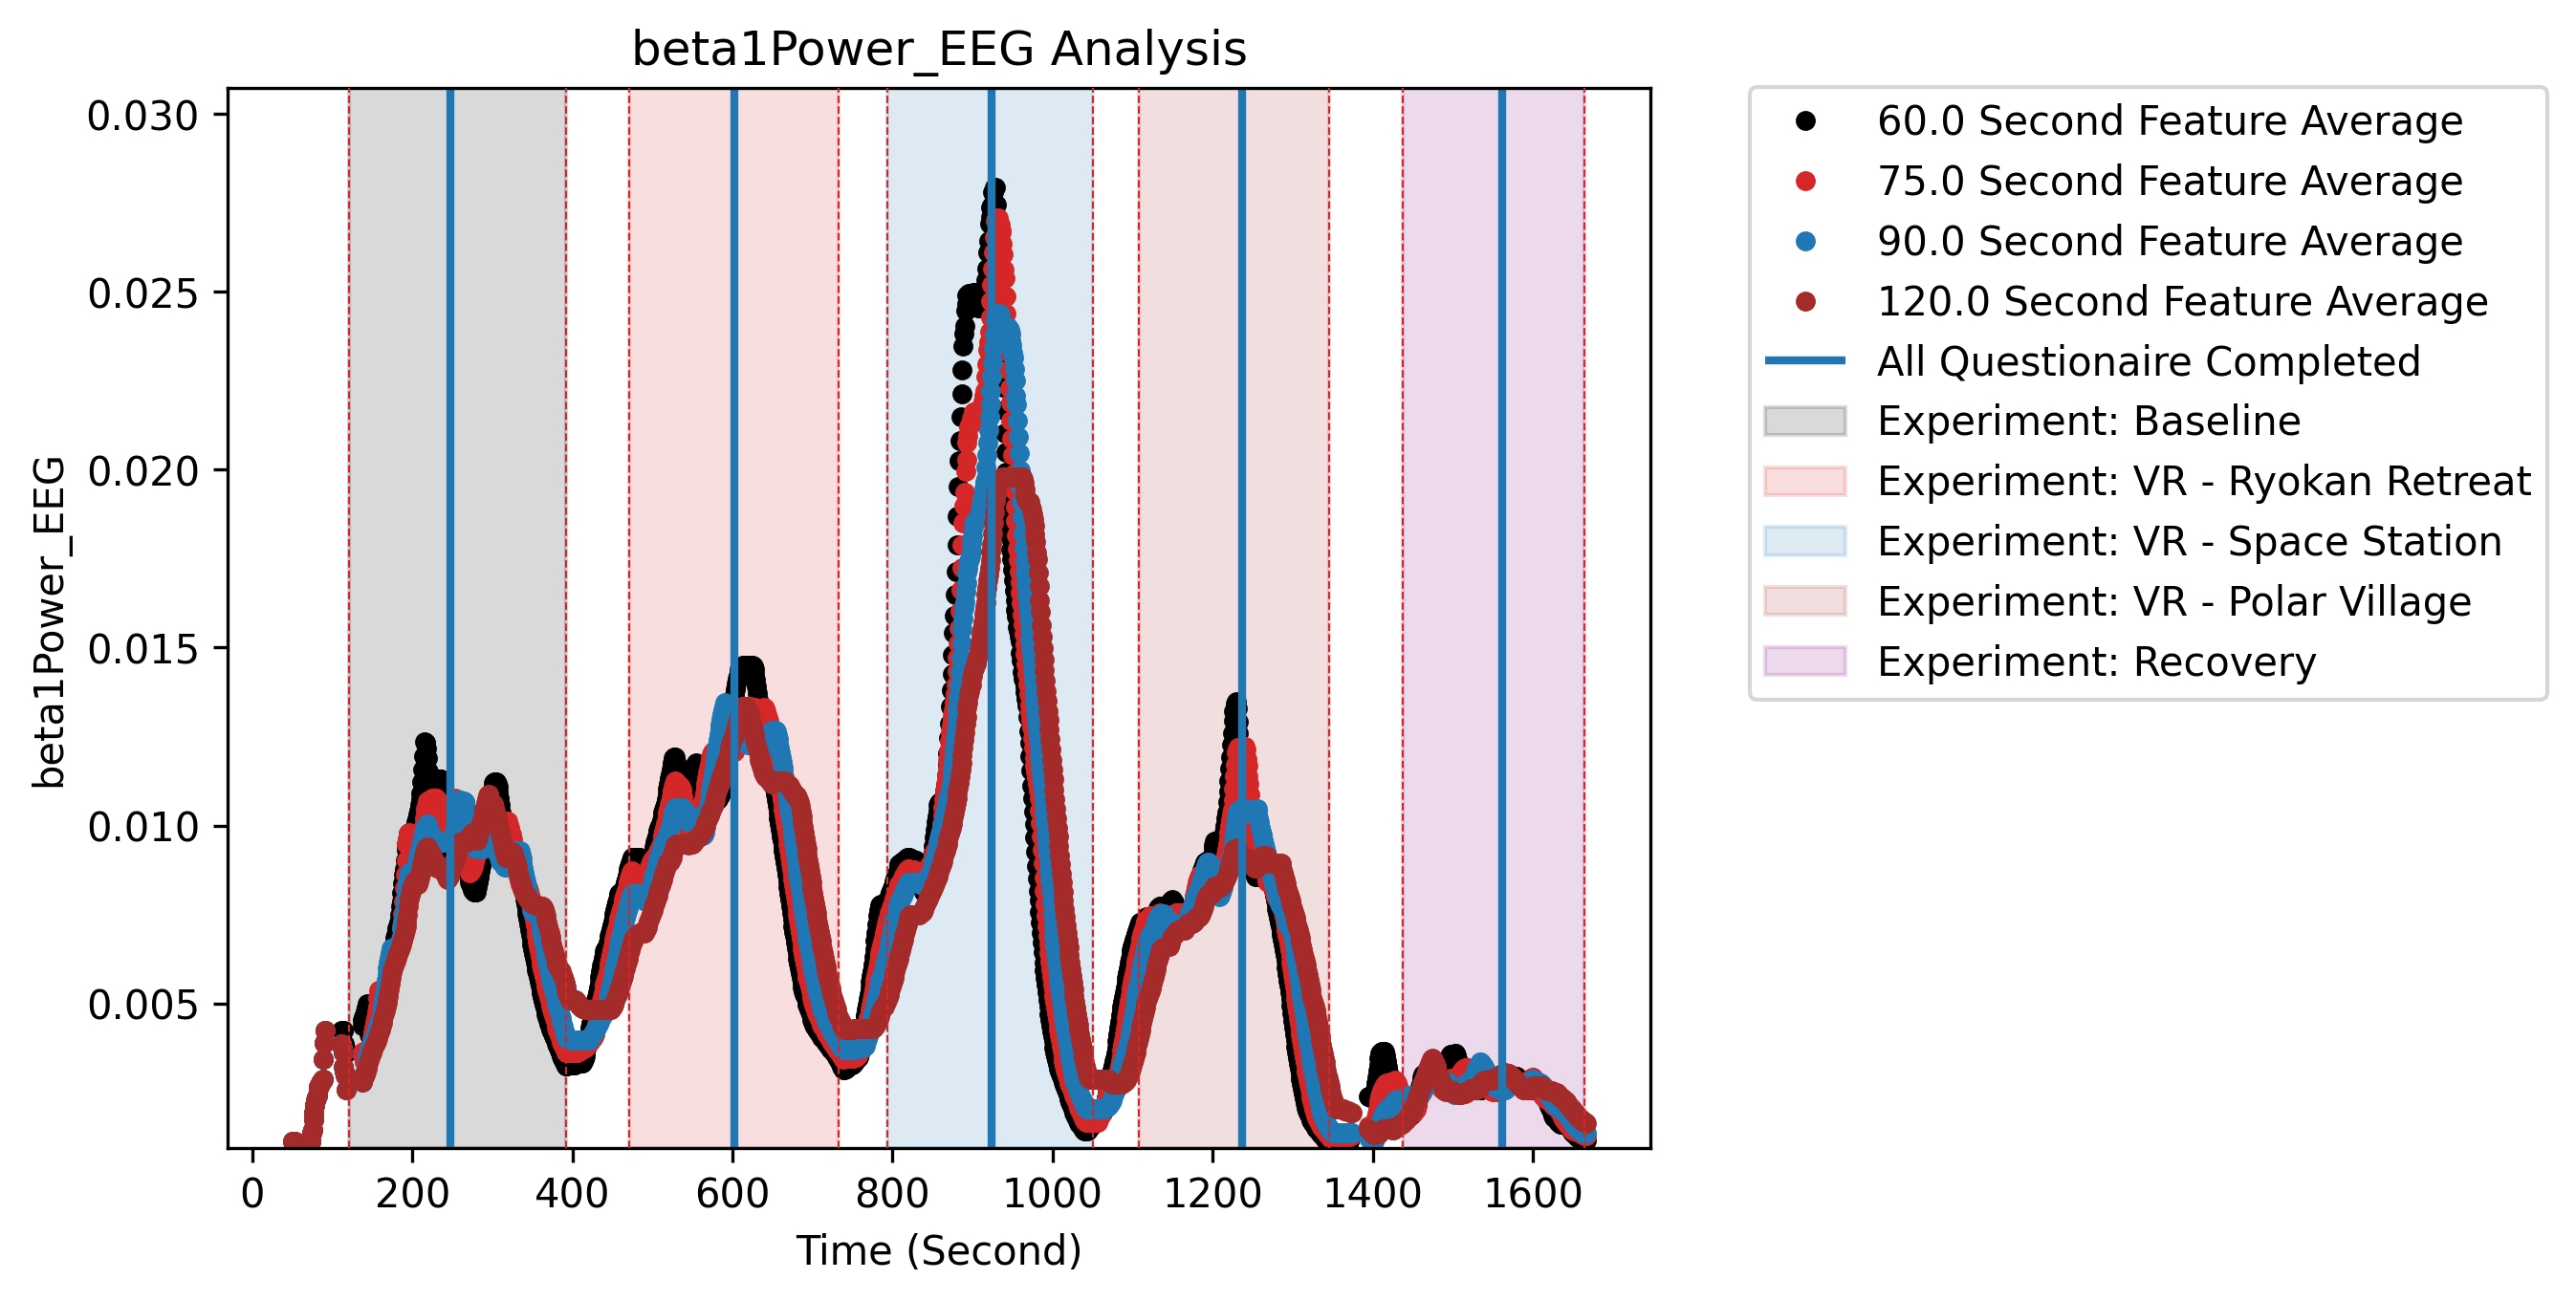 beta1Power_EEG Analysis
0.030
0.025
0.020
0.015
0.010
0.005
beta1Power_EEG
0 200 400 600 800 1000 1200 1400 1600
Time (Second)
60.0 Second Feature Average
75.0 Second Feature Average
90.0 Second Feature Average
120.0 Second Feature Average
All Questionaire Completed
Experiment: Baseline
Experiment: VR - Ryokan Retreat
Experiment: VR - Space Station
Experiment: VR - Polar Village
Experiment: Recovery